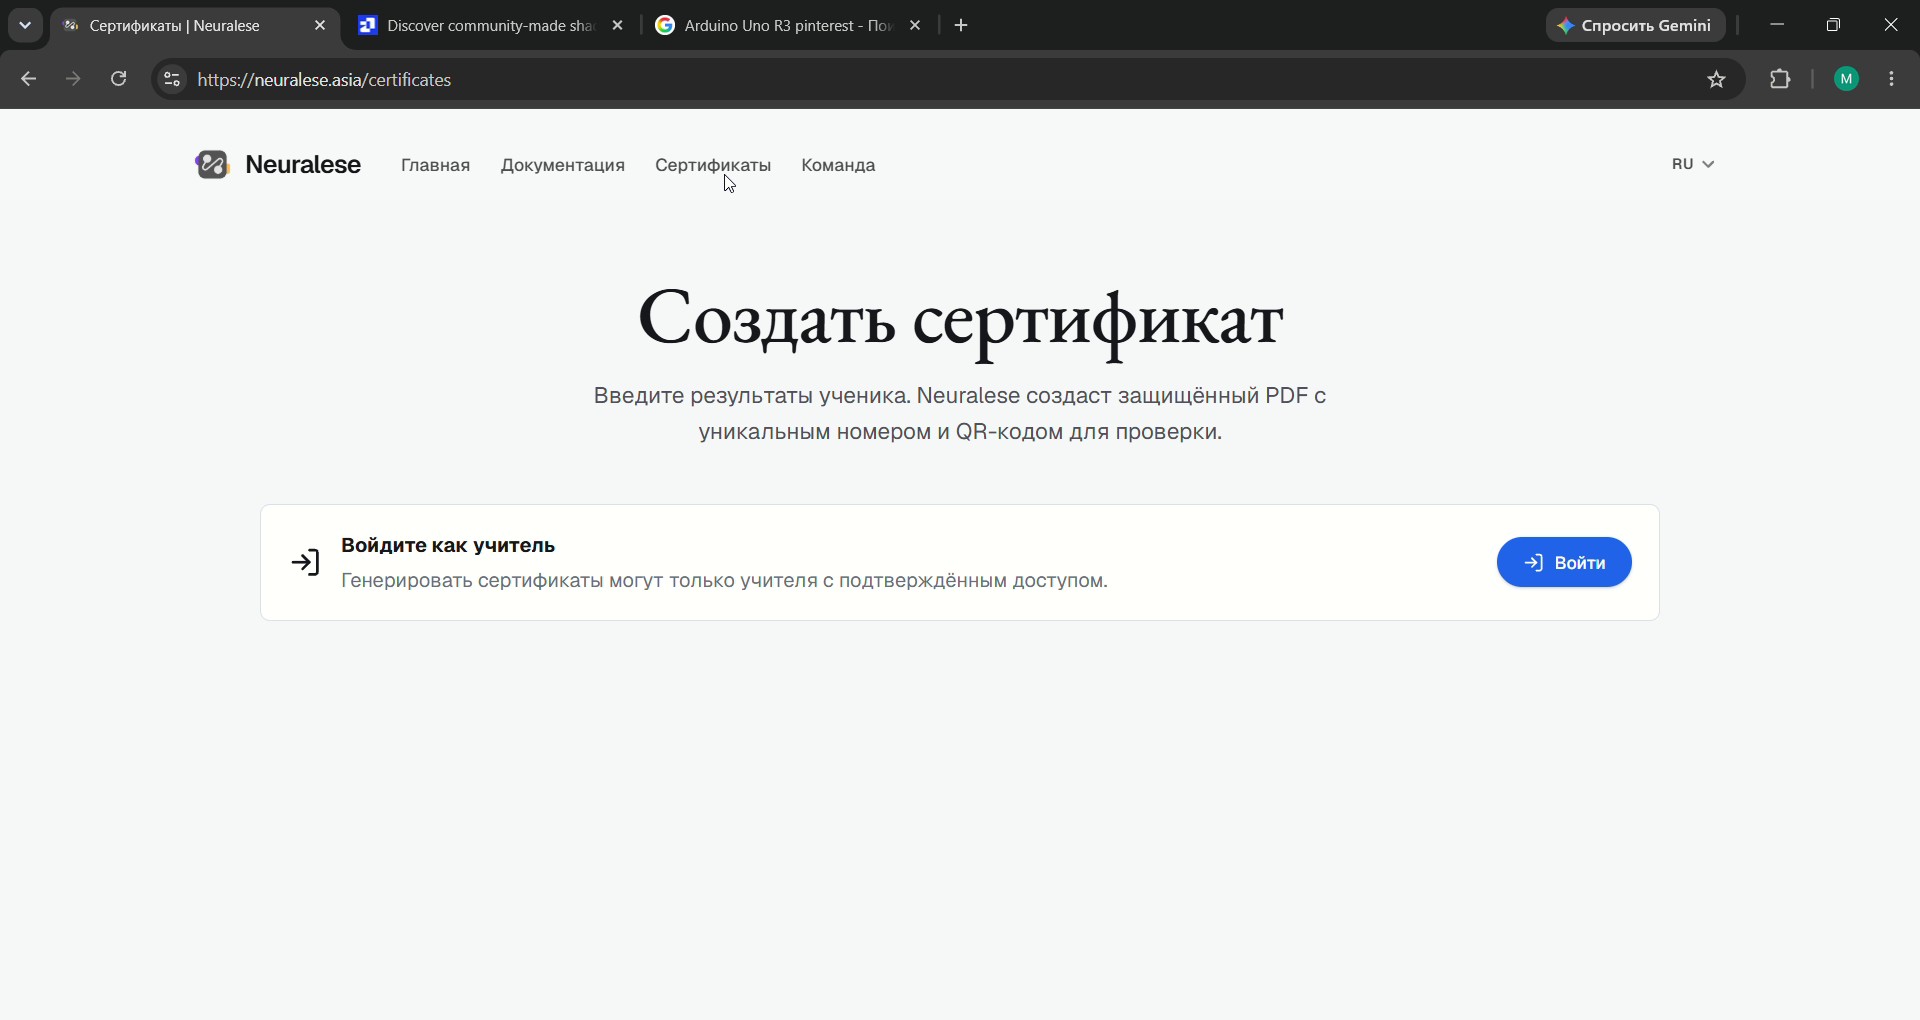 Сертификаты | Neuralese
Discover community-made sha
Arduino Uno R3 pinterest - Пои
Спросить Gemini
https://neuralese.asia/certificates
M
Neuralese
Главная
Документация
Сертификаты
Команда
RU
Создать сертификат
Введите результаты ученика. Neuralese создаст защищённый PDF с
уникальным номером и QR-кодом для проверки.
Войдите как учитель
Генерировать сертификаты могут только учителя с подтверждённым доступом.
Войти